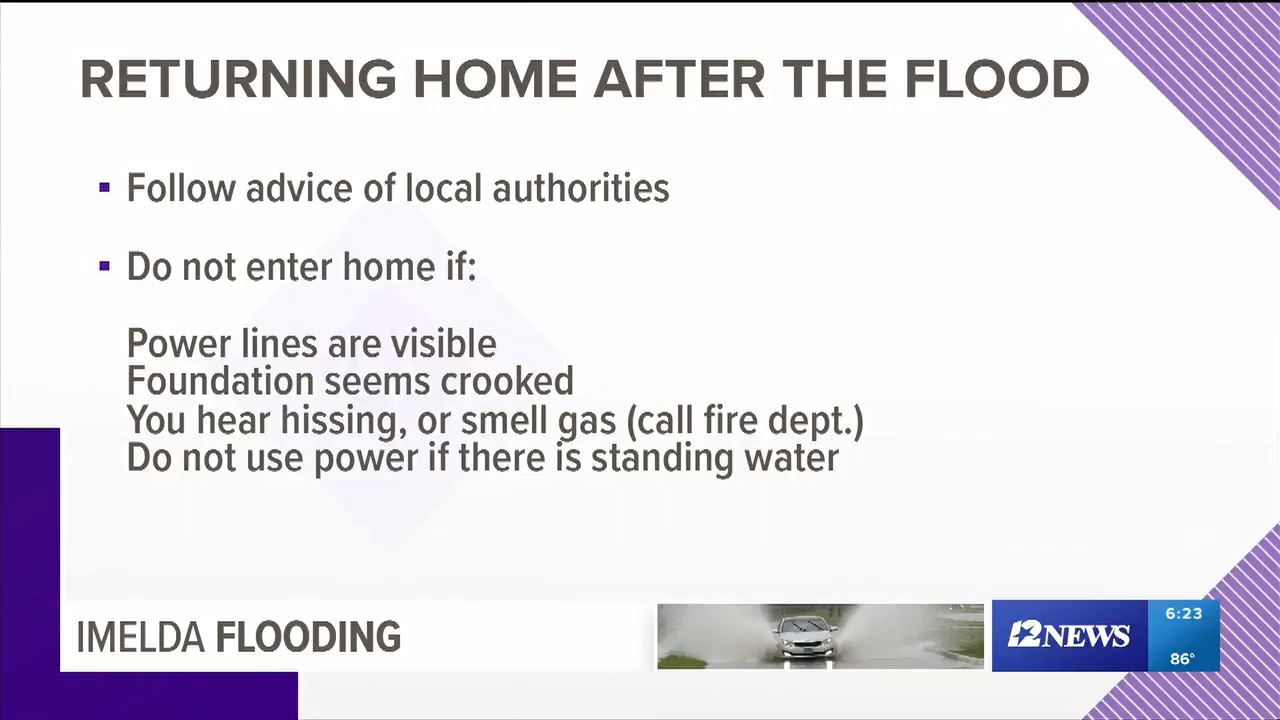 RETURNING HOME AFTER THE FLOOD
▪ Follow advice of local authorities
▪ Do not enter home if:
Power lines are visible
Foundation seems crooked
You hear hissing, or smell gas (call fire dept.)
Do not use power if there is standing water
IMELDA FLOODING
12NEWS
6:23
86°